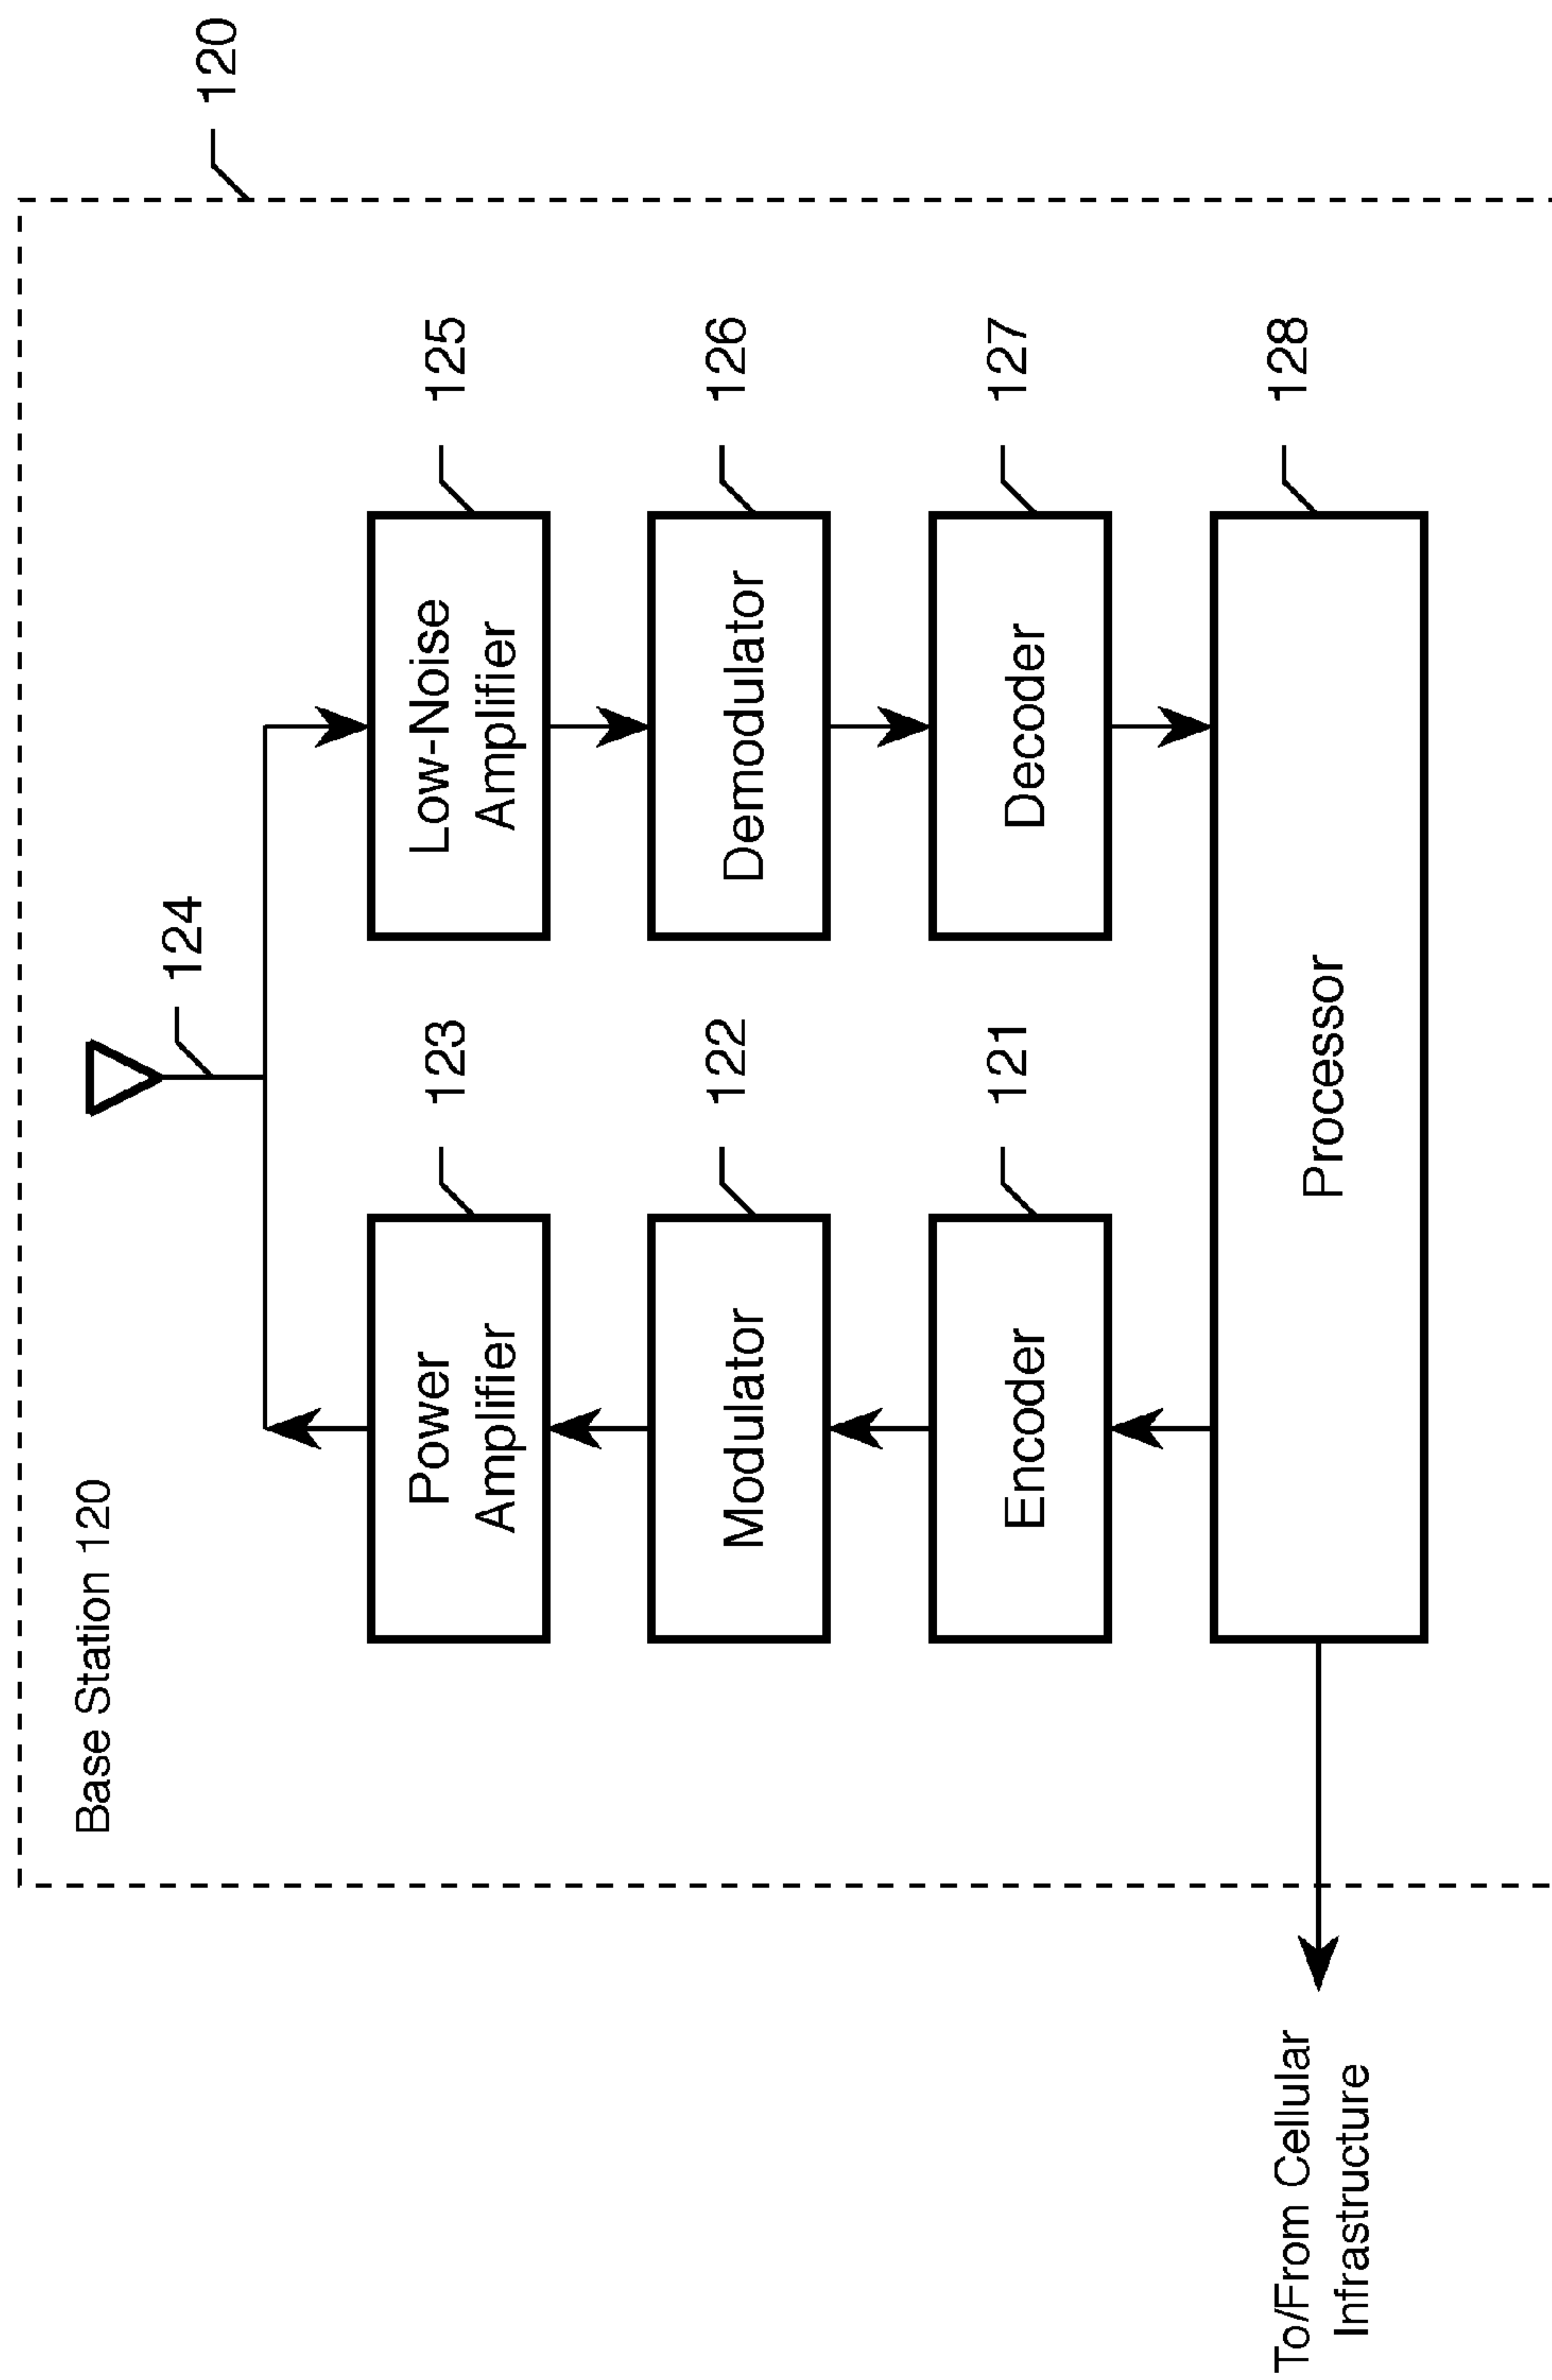 120
Base Station 120
124
Power
Amplifier
123
Low-Noise
Amplifier
125
Modulator
122
Demodulator
126
Encoder
121
Decoder
127
Processor
128
To/From Cellular
Infrastructure